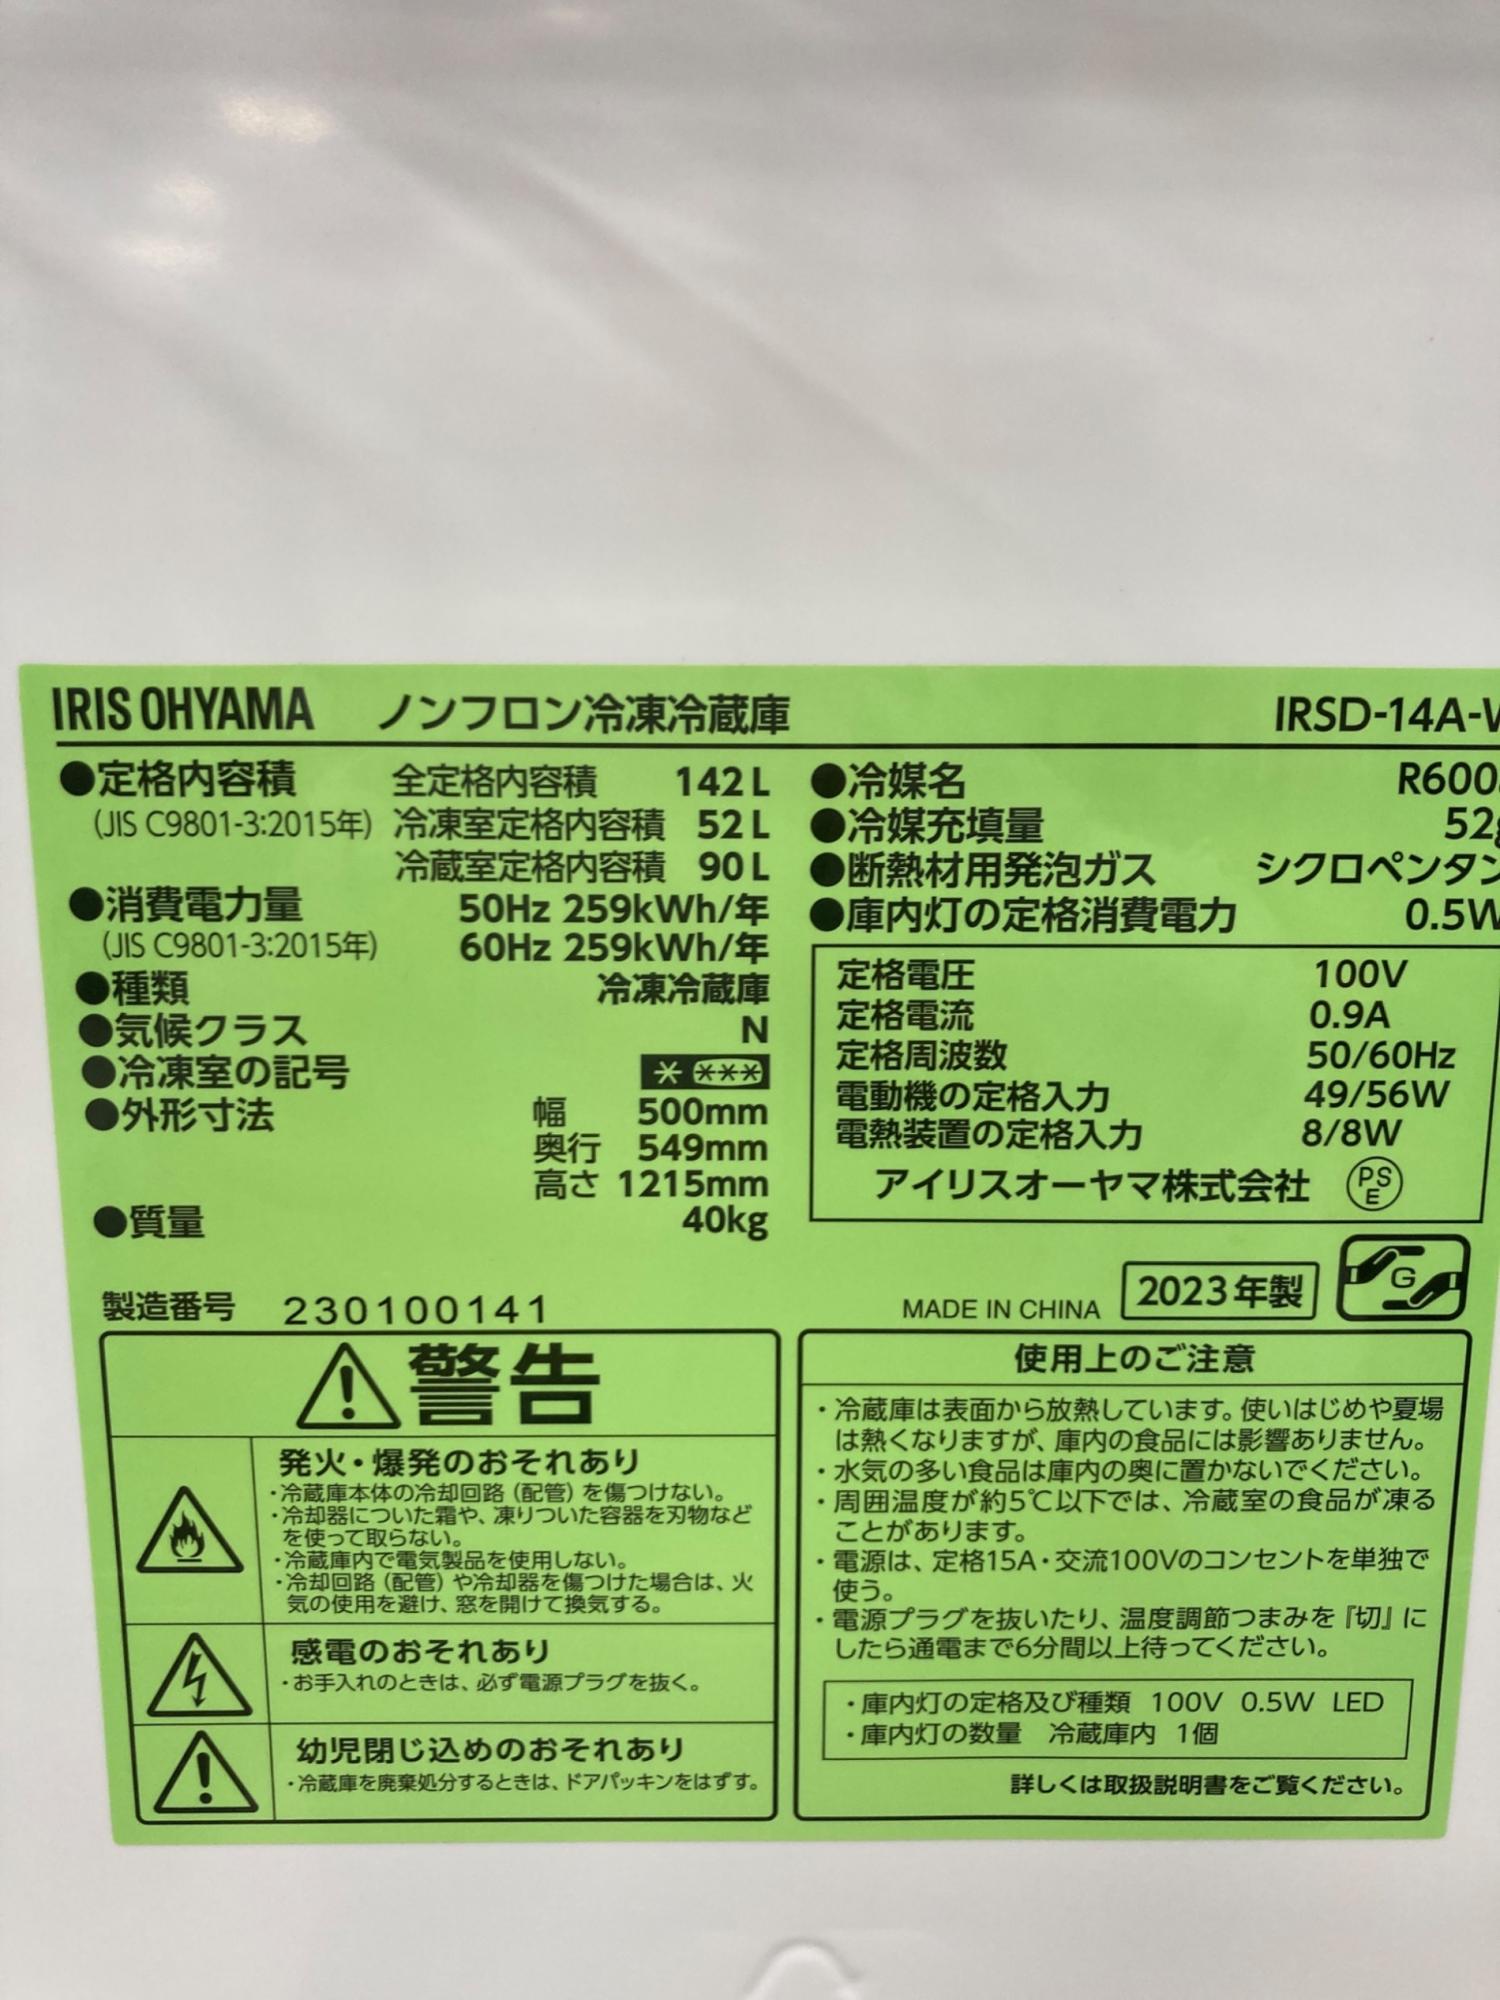 IRIS OHYAMA ノンフロン冷凍冷蔵庫 IRSD-14A-
●定格内容積 全定格内容積 142L
(JIS C9801-3:2015年) 冷凍室定格内容積 52L
冷蔵室定格内容積 90L
●消費電力量 50Hz 259kWh/年
(JIS C9801-3:2015年) 60Hz 259kWh/年
●種類 冷凍冷蔵庫
●気候クラス N
●冷凍室の記号 * ***
●外形寸法 幅 500mm
奥行 549mm
高さ 1215mm
●質量 40kg
製造番号 230100141
●冷媒名 R600
●冷媒充填量 52g
●断熱材用発泡ガス シクロペンタン
●庫内灯の定格消費電力 0.5W
定格電圧 100V
定格電流 0.9A
定格周波数 50/60Hz
電動機の定格入力 49/56W
電熱装置の定格入力 8/8W
アイリスオーヤマ株式会社 PSE
MADE IN CHINA 2023年製 G
警告
発火・爆発のおそれあり
・冷蔵庫本体の冷却回路（配管）を傷つけない。
・冷却器についた霜や、凍りついた容器を刃物など
を使って取らない。
・冷蔵庫内で電気製品を使用しない。
・冷却回路（配管）や冷却器を傷つけた場合は、火
気の使用を避け、窓を開けて換気する。
感電のおそれあり
・お手入れのときは、必ず電源プラグを抜く。
幼児閉じ込めのおそれあり
・冷蔵庫を廃棄処分するときは、ドアパッキンをはずす。
使用上のご注意
・冷蔵庫は表面から放熱しています。使いはじめや夏場
は熱くなりますが、庫内の食品には影響ありません。
・水気の多い食品は庫内の奥に置かないでください。
・周囲温度が約5℃以下では、冷蔵室の食品が凍る
ことがあります。
・電源は、定格15A・交流100Vのコンセントを単独で
使う。
・電源プラグを抜いたり、温度調節つまみを『切』に
したら通電まで6分間以上待ってください。
・庫内灯の定格及び種類 100V 0.5W LED
・庫内灯の数量 冷蔵庫内 1個
詳しくは取扱説明書をご覧ください。